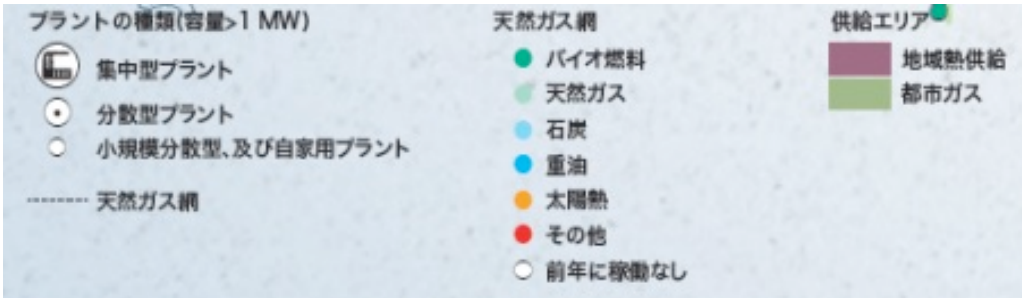 プラントの種類(容量>1 MW)
集中型プラント
分散型プラント
小規模分散型、及び自家用プラント
天然ガス網
天然ガス網
バイオ燃料
天然ガス
石炭
重油
太陽熱
その他
前年に稼働なし
供給エリア
地域熱供給
都市ガス